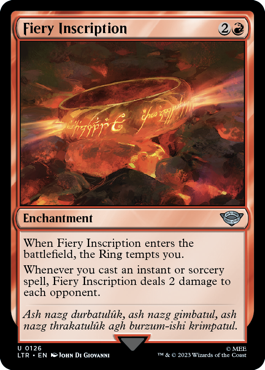 Fiery Inscription 2
Enchantment
When Fiery Inscription enters the
battlefield, the Ring tempts you.
Whenever you cast an instant or sorcery
spell, Fiery Inscription deals 2 damage to
each opponent.
Ash nazg durbatulûk, ash nazg gimbatul, ash
nazg thrakatulûk agh burzum-ishi krimpatul.
U 0126 © MEE
LTR • EN John Di Giovanni ™ & © 2023 Wizards of the Coast